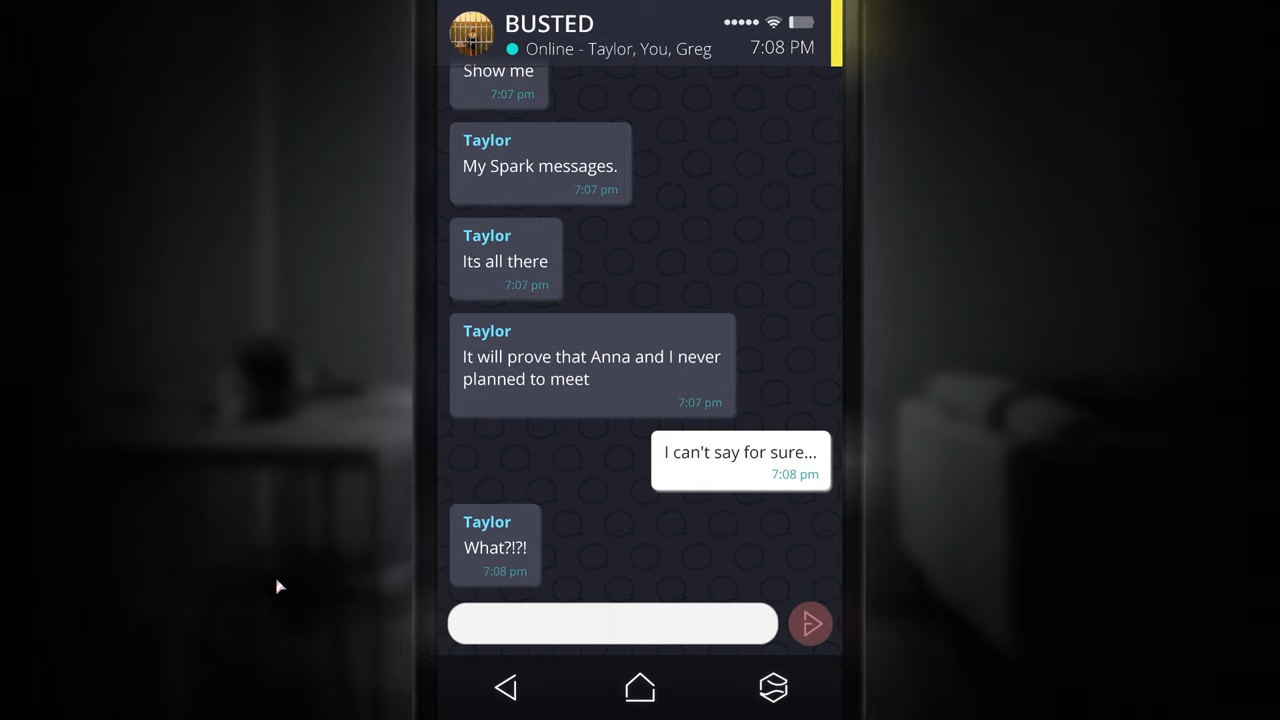 BUSTED
Online - Taylor, You, Greg
7:08 PM
Show me
7:07 pm
Taylor
My Spark messages.
7:07 pm
Taylor
Its all there
7:07 pm
Taylor
It will prove that Anna and I never
planned to meet
7:07 pm
I can't say for sure...
7:08 pm
Taylor
What?!?!
7:08 pm